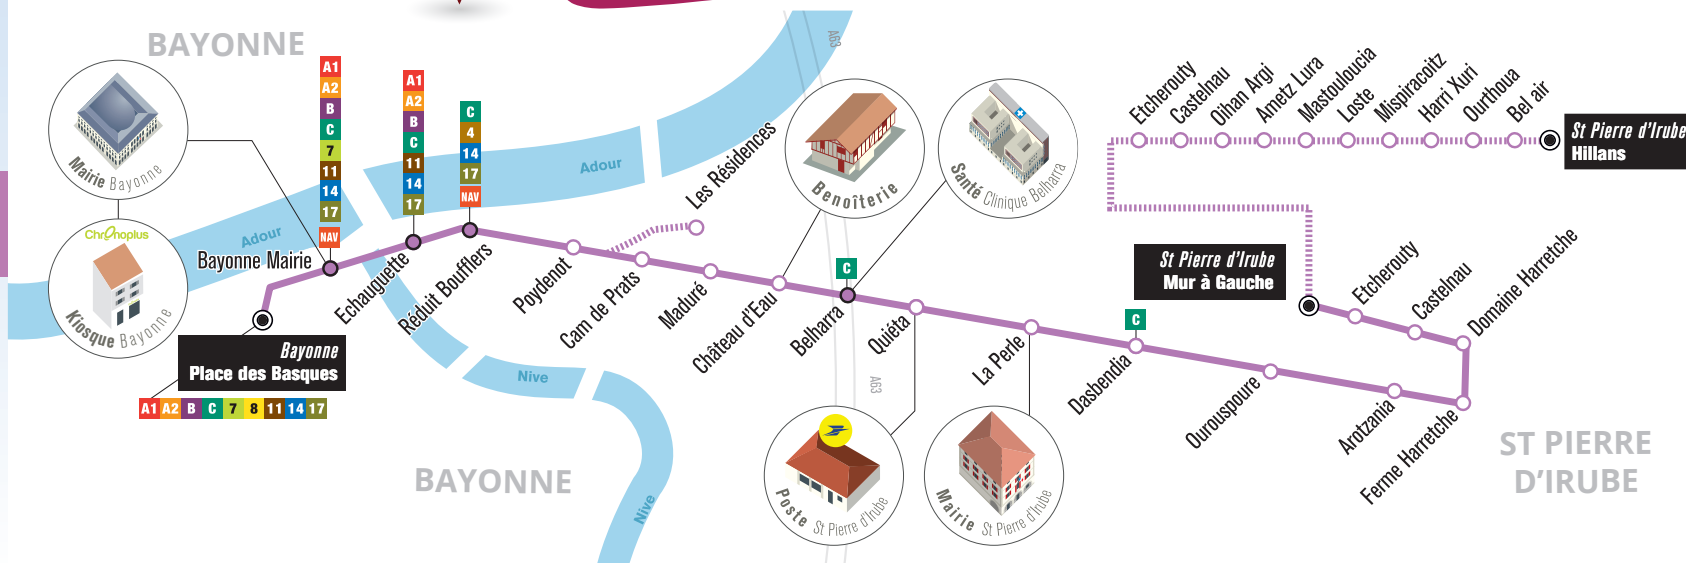 BAYONNE
A63
A1
A2
B
C
7
11
14
17
NAV
A1
A2
B
C
11
14
17
C
4
14
17
NAV
Mairie Bayonne
Chronoplus
Kiosque Bayonne
Adour
Adour
Bayonne Mairie
Echauguette
Réduit Boufflers
Poydenot
Cam de Prats
Les Résidences
Maduré
Château d'Eau
Benoîterie
Santé Clinique Belharra
C
Belharra
Quiéta
La Perle
C
Dasbendia
Ourouspoure
Arotzania
Ferme Harretche
Domaine Harretche
Castelnau
Etcherouty
St Pierre d'Irube
Mur à Gauche
Etcherouty
Castelnau
Oihan Argi
Ametz Lura
Mastouloucia
Loste
Mispiracoitz
Harri Xuri
Ourthoua
Bel air
St Pierre d'Irube
Hillans
Bayonne
Place des Basques
A1 A2 B C 7 8 11 14 17
Nive
Nive
A63
BAYONNE
Poste St Pierre d'Irube
Mairie St Pierre d'Irube
ST PIERRE
D'IRUBE